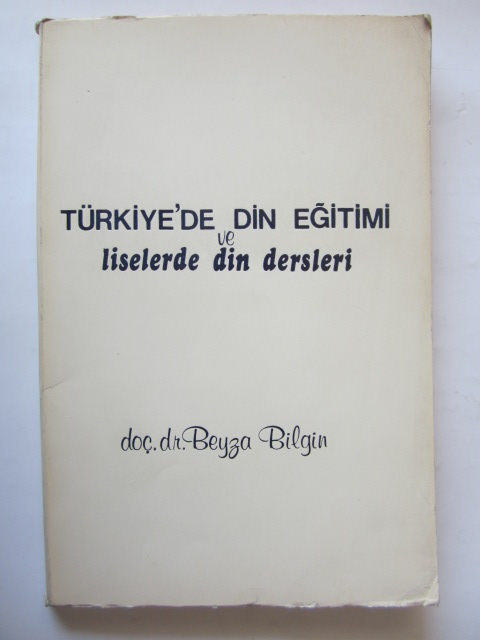 TÜRKİYE'DE DİN EĞİTİMİ
ve
liselerde din dersleri
doç. dr. Beyza Bilgin